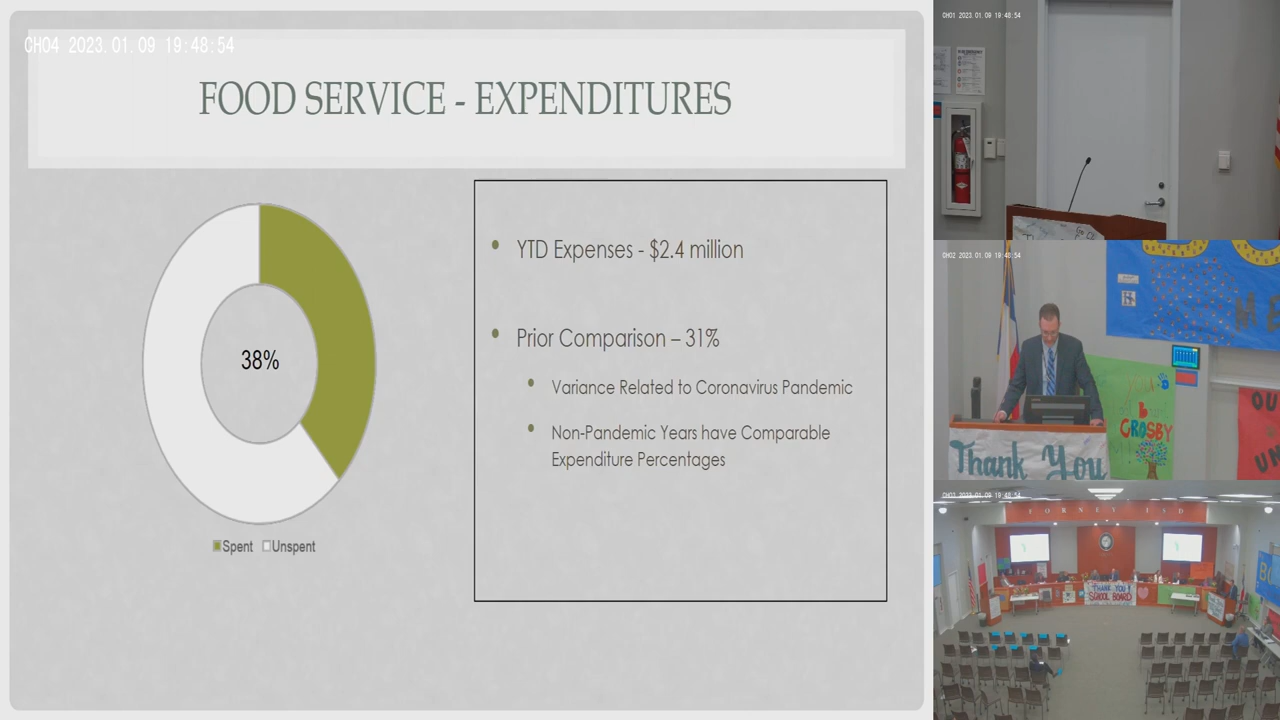 CH04 2023.01.09 19:48:54
FOOD SERVICE - EXPENDITURES
38%
Spent Unspent
YTD Expenses - $2.4 million
Prior Comparison – 31%
Variance Related to Coronavirus Pandemic
Non-Pandemic Years have Comparable
Expenditure Percentages
CH01 2023.01.09 19:48:54
CH02 2023.01.09 19:48:54
ME
CROSBY
OU
UN
Thank You
2023.01.09 19:48:54
FORNEY ISD
THANK YOU
SCHOOL BOARD